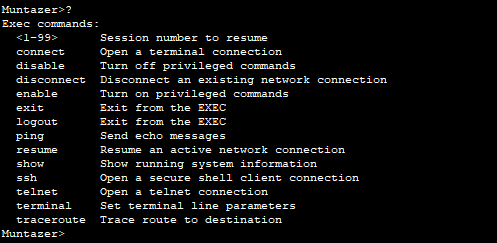 Muntazer>?
Exec commands:
  <1-99>      Session number to resume
  connect     Open a terminal connection
  disable     Turn off privileged commands
  disconnect  Disconnect an existing network connection
  enable      Turn on privileged commands
  exit        Exit from the EXEC
  logout      Exit from the EXEC
  ping        Send echo messages
  resume      Resume an active network connection
  show        Show running system information
  ssh         Open a secure shell client connection
  telnet      Open a telnet connection
  terminal    Set terminal line parameters
  traceroute  Trace route to destination
Muntazer>